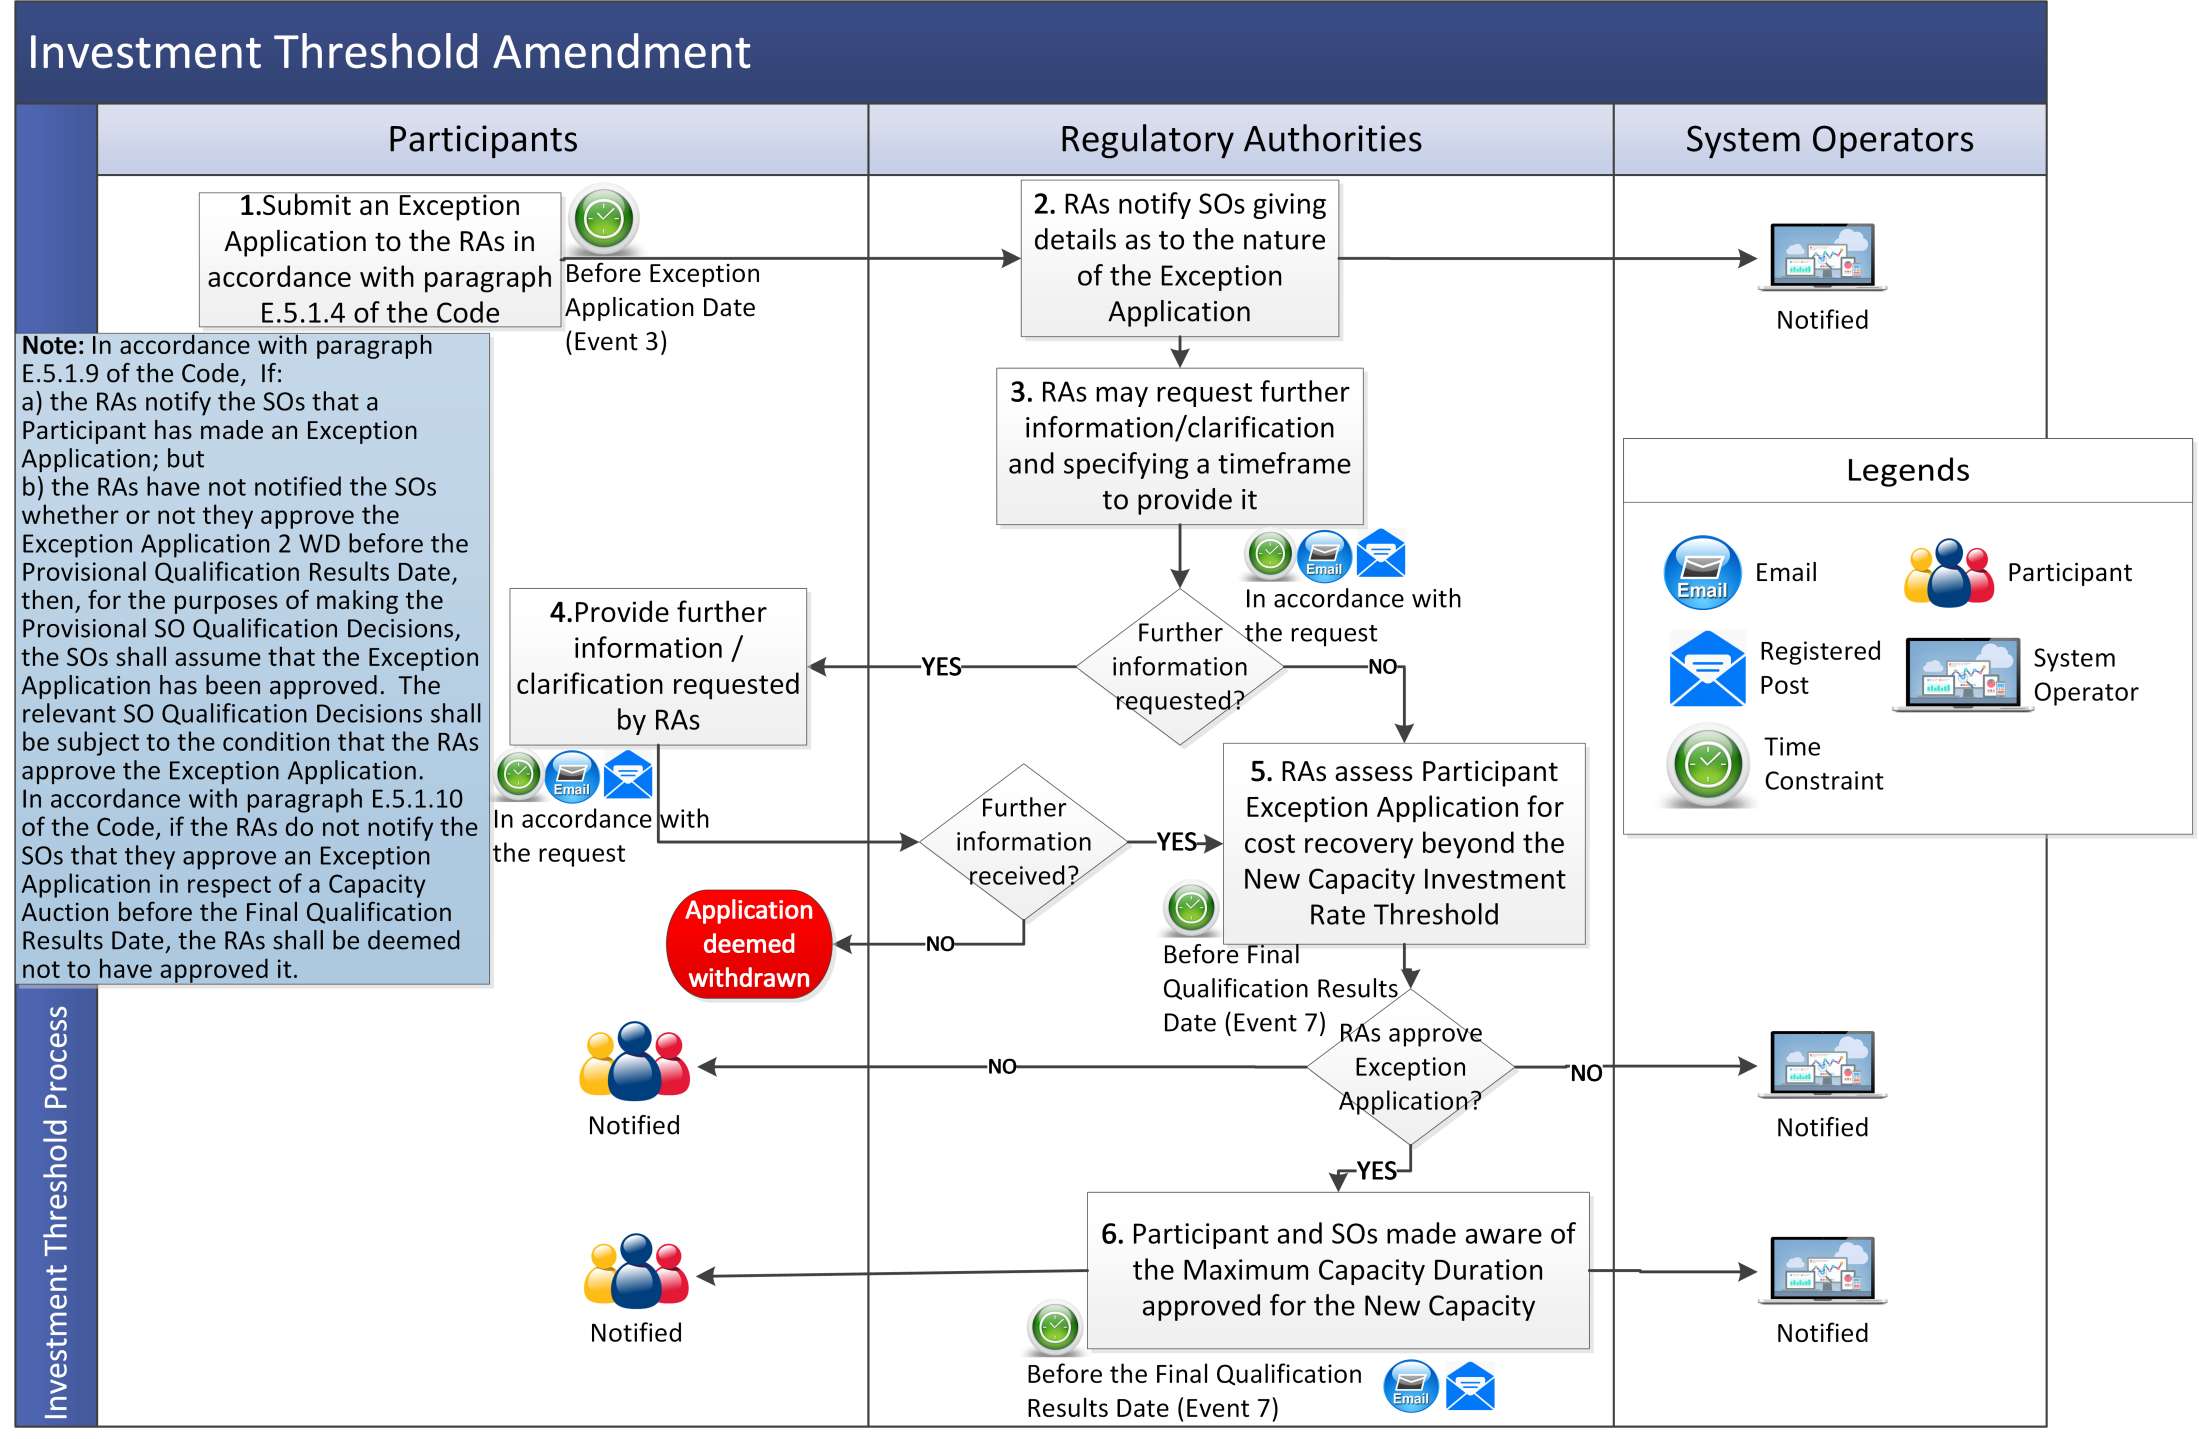 Investment Threshold Amendment
Participants
Regulatory Authorities
System Operators
1.Submit an Exception
Application to the RAs in
accordance with paragraph
E.5.1.4 of the Code
Before Exception
Application Date
(Event 3)
2. RAs notify SOs giving
details as to the nature
of the Exception
Application
Notified
Note: In accordance with paragraph
E.5.1.9 of the Code,  If:
a) the RAs notify the SOs that a
Participant has made an Exception
Application; but
b) the RAs have not notified the SOs
whether or not they approve the
Exception Application 2 WD before the
Provisional Qualification Results Date,
then, for the purposes of making the
Provisional SO Qualification Decisions,
the SOs shall assume that the Exception
Application has been approved.  The
relevant SO Qualification Decisions shall
be subject to the condition that the RAs
approve the Exception Application.
In accordance with paragraph E.5.1.10
of the Code, if the RAs do not notify the
SOs that they approve an Exception
Application in respect of a Capacity
Auction before the Final Qualification
Results Date, the RAs shall be deemed
not to have approved it.
3. RAs may request further
information/clarification
and specifying a timeframe
to provide it
Email
In accordance with
the request
Further
information
requested?
YES
NO
4.Provide further
information /
clarification requested
by RAs
Email
In accordance with
the request
Further
information
received?
YES
NO
Application
deemed
withdrawn
5. RAs assess Participant
Exception Application for
cost recovery beyond the
New Capacity Investment
Rate Threshold
Before Final
Qualification Results
Date (Event 7)
RAs approve
Exception
Application?
NO
NO
Notified
Notified
YES
6. Participant and SOs made aware of
the Maximum Capacity Duration
approved for the New Capacity
Notified
Notified
Before the Final Qualification
Results Date (Event 7)
Email
Legends
Email
Email
Participant
Registered
Post
System
Operator
Time
Constraint
Investment Threshold Process